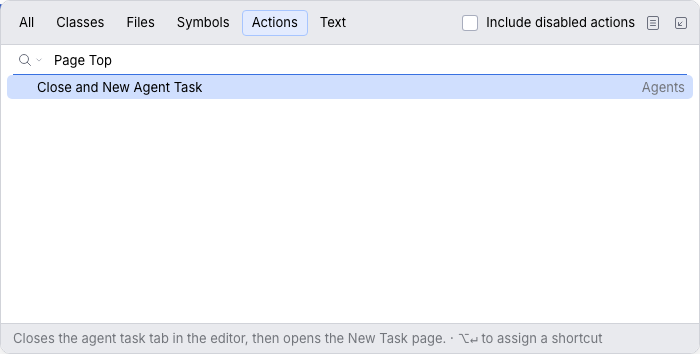 All Classes Files Symbols Actions Text Include disabled actions
Page Top
Close and New Agent Task Agents
Closes the agent task tab in the editor, then opens the New Task page. · ⌥↵ to assign a shortcut